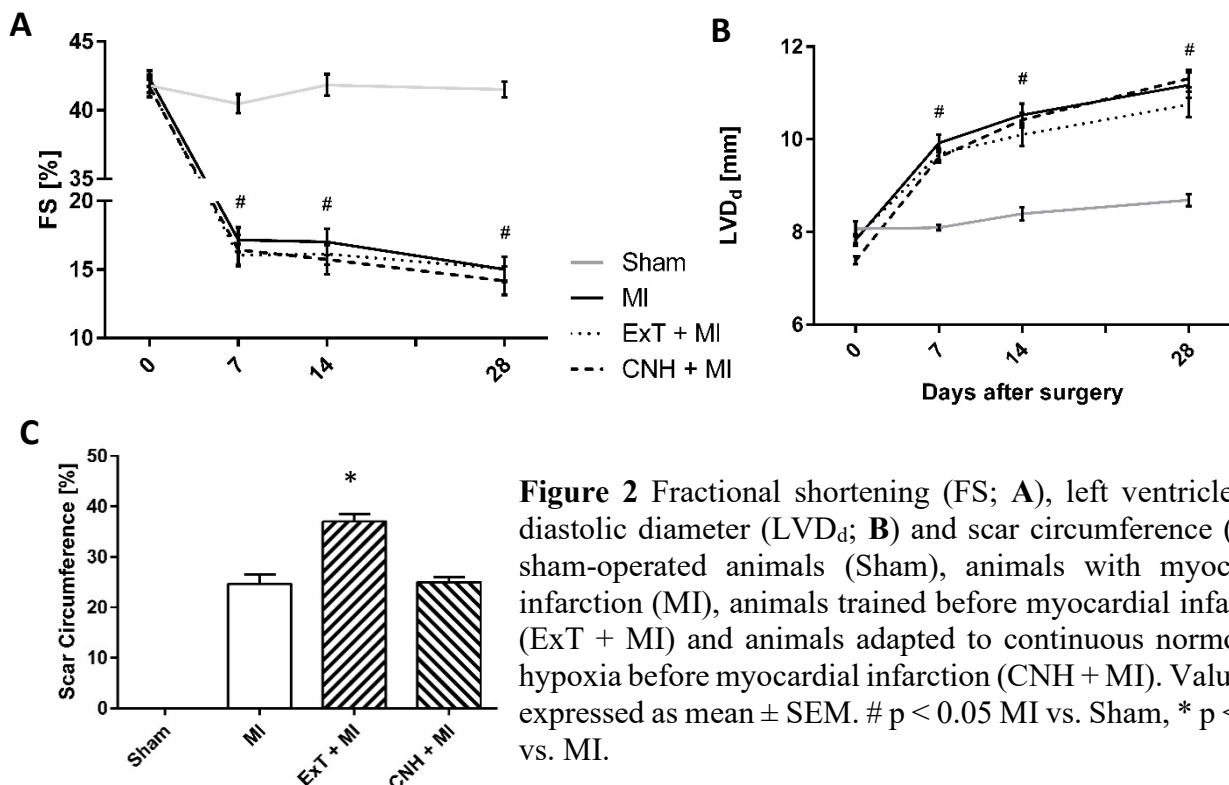 A
45
40
35
45
20
15
10
FS [%]
#
#
#
0
7
14
28
Sham
MI
ExT + MI
CNH + MI
B
12
10
8
6
LVDd [mm]
#
#
#
#
0
7
14
28
Days after surgery
C
50
40
30
20
10
0
Scar Circumference [%]
*
Sham
MI
ExT + MI
CNH + MI
Figure 2 Fractional shortening (FS; A), left ventricle
diastolic diameter (LVDd; B) and scar circumference (
sham-operated animals (Sham), animals with myoc
infarction (MI), animals trained before myocardial infa
(ExT + MI) and animals adapted to continuous normo
hypoxia before myocardial infarction (CNH + MI). Valu
expressed as mean ± SEM. # p < 0.05 MI vs. Sham, * p <
vs. MI.